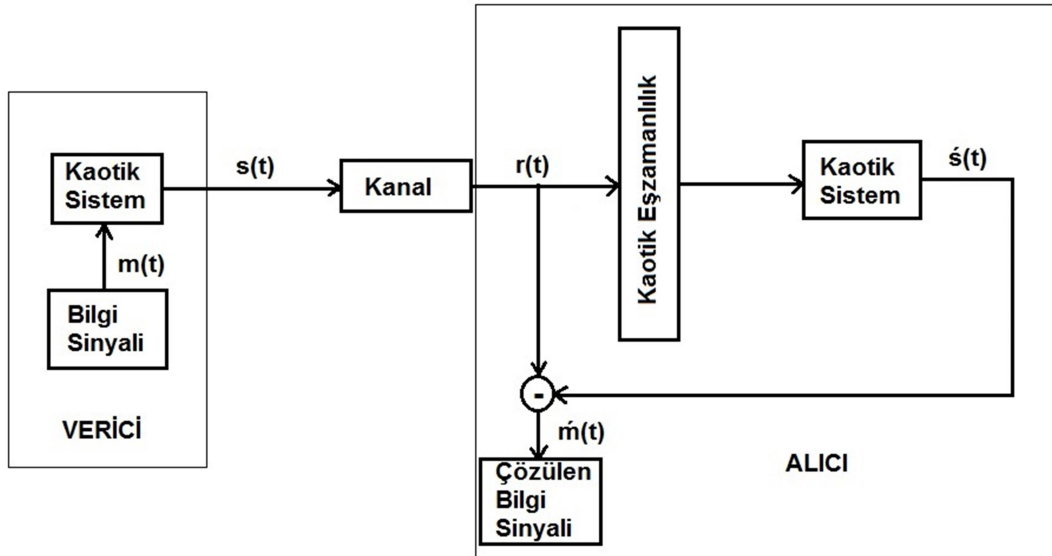 Kaotik
Sistem
m(t)
Bilgi
Sinyali
VERİCİ
s(t)
Kanal
r(t)
Kaotik Eşzamanlılık
Kaotik
Sistem
ś(t)
-
ḿ(t)
Çözülen
Bilgi
Sinyali
ALICI